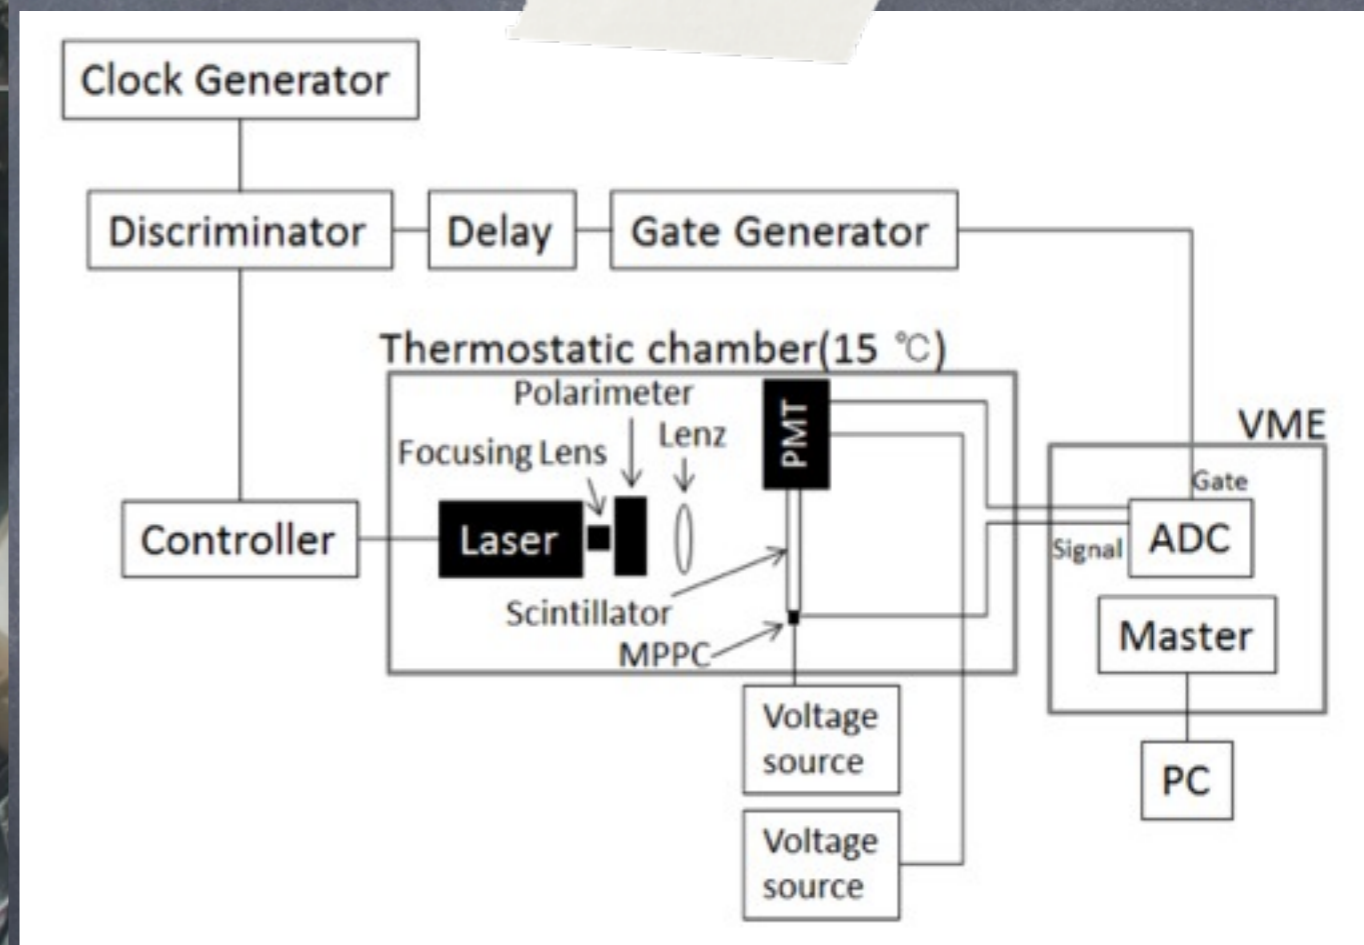 Clock Generator
Discriminator
Delay
Gate Generator
Thermostatic chamber(15 ℃)
Polarimeter
Focusing Lens
Lenz
PMT
VME
Gate
Controller
Laser
Signal
ADC
Scintillator
MPPC
Master
Voltage
source
PC
Voltage
source